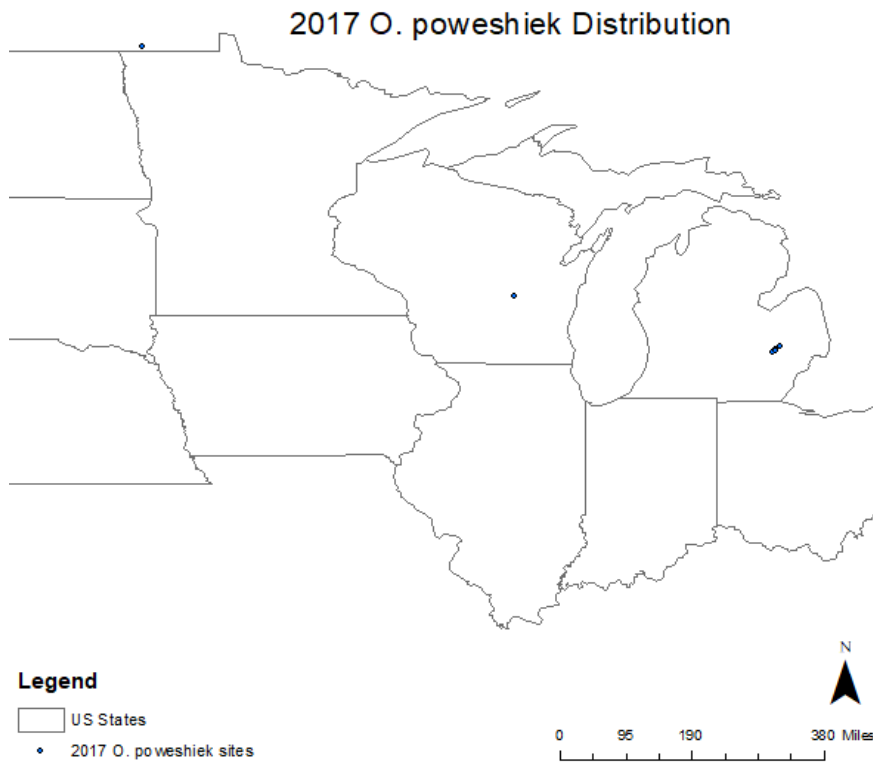 2017 O. poweshiek Distribution
N
Legend
US States
2017 O. poweshiek sites
0 95 190 380 Miles